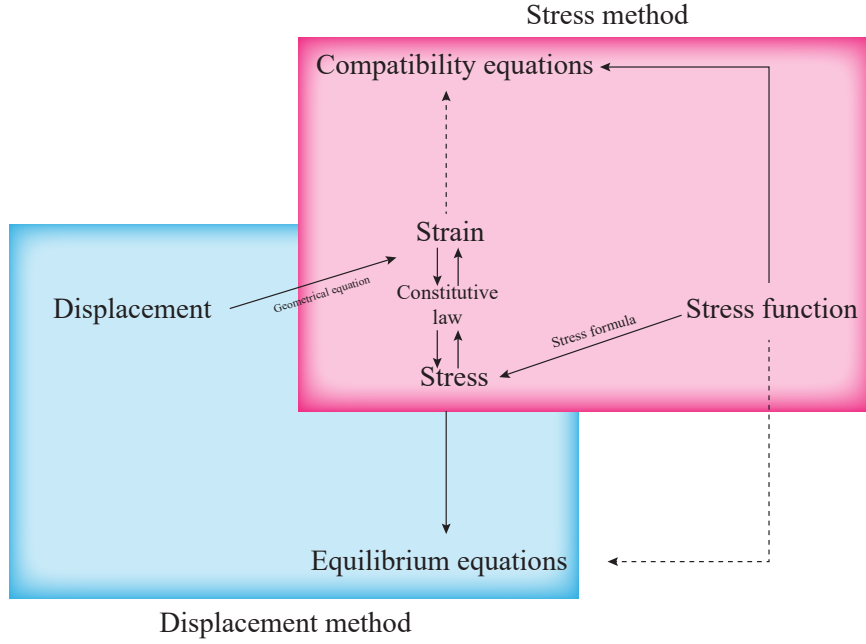 Stress method
Compatibility equations
Strain
Geometrical equation
Displacement
Constitutive
law
Stress function
Stress formula
Stress
Equilibrium equations
Displacement method